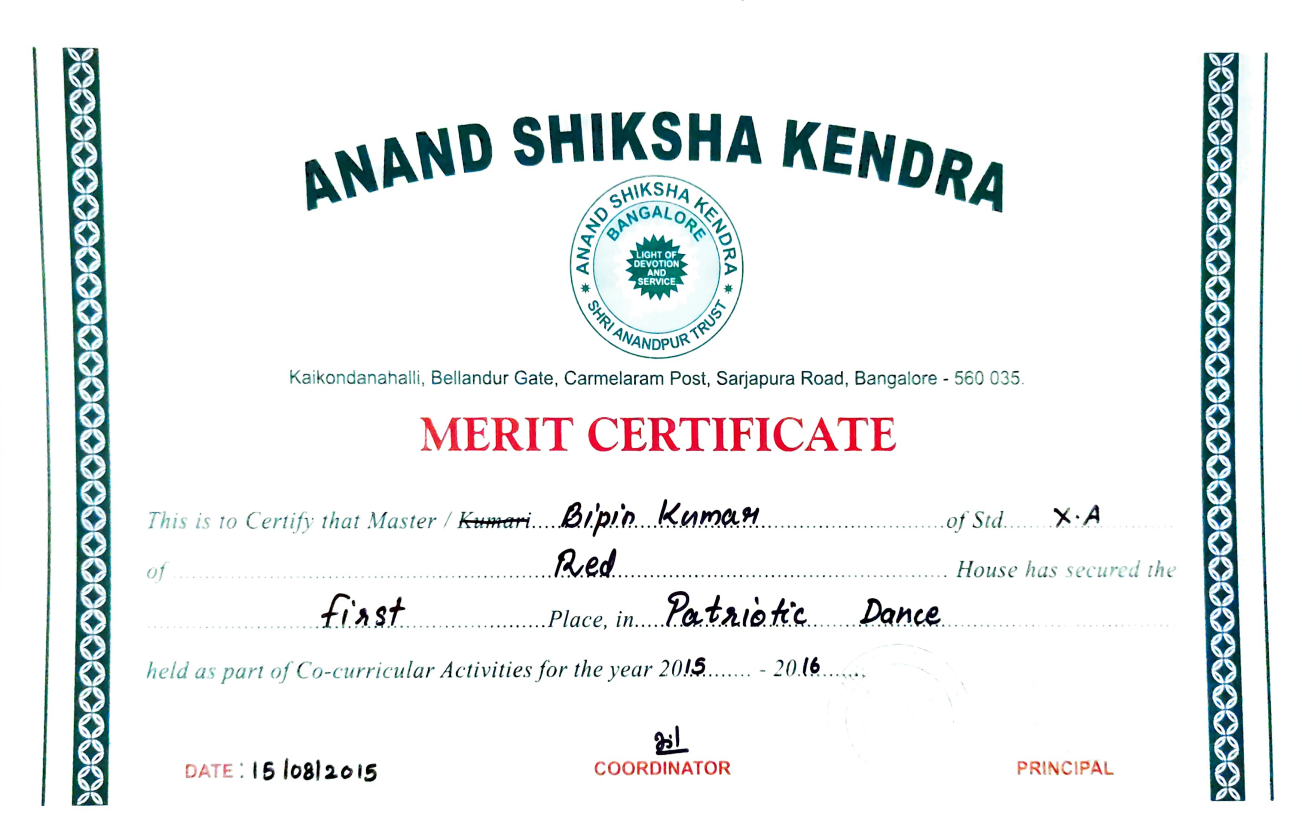 ANAND SHIKSHA KENDRA
ANAND SHIKSHA KENDRA
BANGALORE
LIGHT OF
DEVOTION
AND
SERVICE
SHRI ANANDPUR TRUST
Kaikondanahalli, Bellandur Gate, Carmelaram Post, Sarjapura Road, Bangalore - 560 035.
MERIT CERTIFICATE
This is to Certify that Master / Kumari Bipin Kumar of Std X.A
of Red House has secured the
first Place, in Patriotic Dance
held as part of Co-curricular Activities for the year 2015 - 2016
DATE : 15/08/2015
COORDINATOR
PRINCIPAL